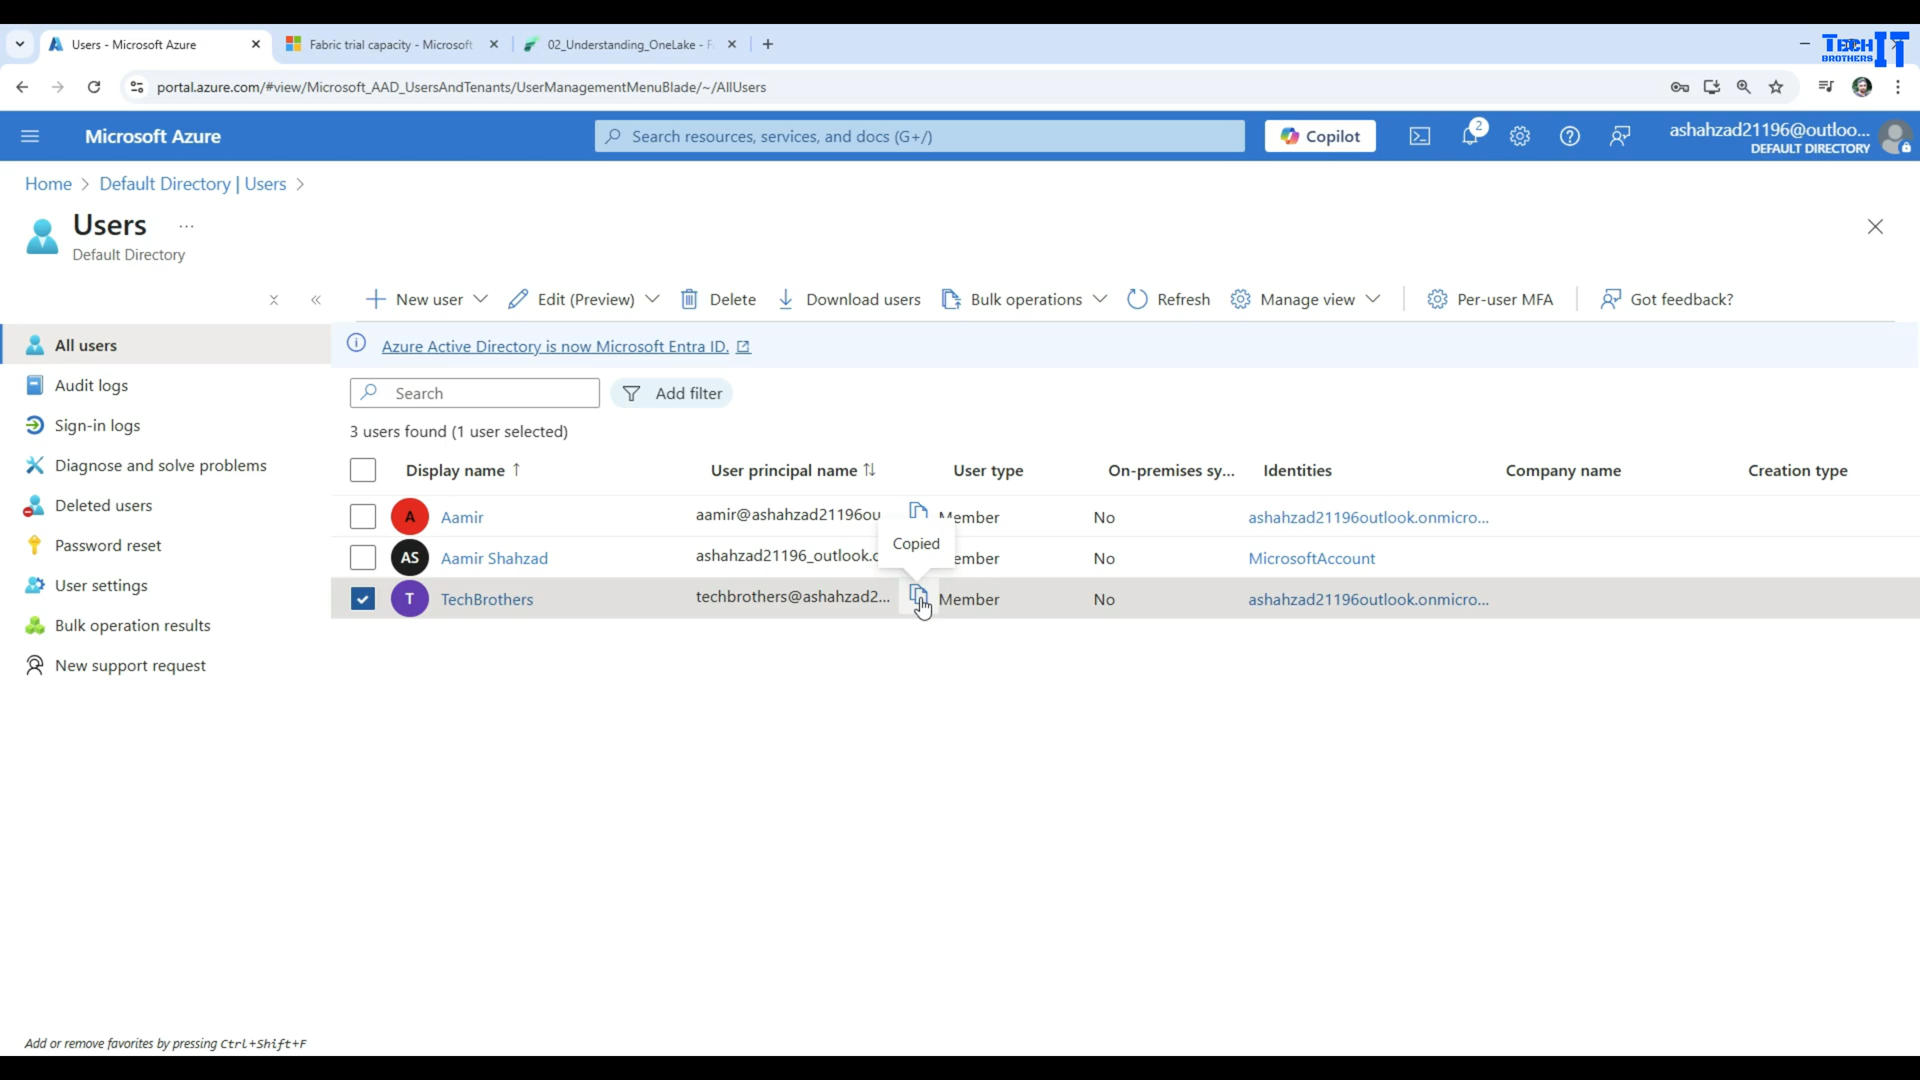 Users - Microsoft Azure
Fabric trial capacity - Microsoft
02_Understanding_OneLake - F
TECH IT
BROTHERS
portal.azure.com/#view/Microsoft_AAD_UsersAndTenants/UserManagementMenuBlade/~/AllUsers
Microsoft Azure
Search resources, services, and docs (G+/)
Copilot
2
ashahzad21196@outloo...
DEFAULT DIRECTORY
Home > Default Directory | Users >
Users ...
Default Directory
New user
Edit (Preview)
Delete
Download users
Bulk operations
Refresh
Manage view
Per-user MFA
Got feedback?
All users
Audit logs
Sign-in logs
Diagnose and solve problems
Deleted users
Password reset
User settings
Bulk operation results
New support request
Azure Active Directory is now Microsoft Entra ID.
Search
Add filter
3 users found (1 user selected)
Display name ↑ User principal name ↑↓ User type On-premises sy... Identities Company name Creation type
A Aamir aamir@ashahzad21196ou Member No ashahzad21196outlook.onmicro...
Copied
AS Aamir Shahzad ashahzad21196_outlook.c ember No MicrosoftAccount
T TechBrothers techbrothers@ashahzad2... Member No ashahzad21196outlook.onmicro...
Add or remove favorites by pressing Ctrl+Shift+F